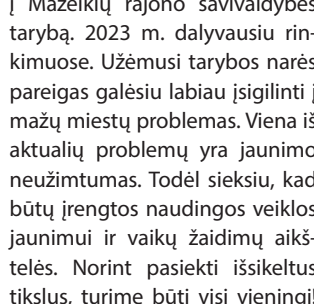 į Mažeikių rajono savivaldybės
tarybą. 2023 m. dalyvausiu rin-
kimuose. Užėmusi tarybos narės
pareigas galėsiu labiau įsigilinti į
mažų miestų problemas. Viena iš
aktualių problemų yra jaunimo
neužimtumas. Todėl sieksiu, kad
būtų įrengtos naudingos veiklos
jaunimui ir vaikų žaidimų aikš-
telės. Norint pasiekti išsikeltus
tikslus, turime būti visi vieningi!